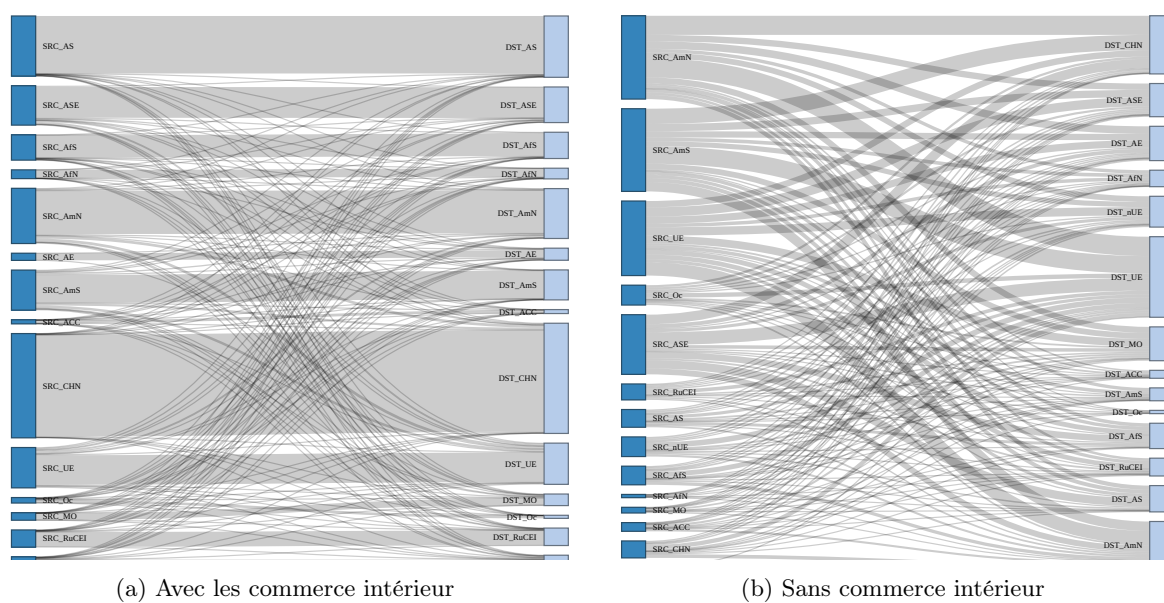 SRC_AS
SRC_ASE
SRC_AfS
SRC_AfN
SRC_AmN
SRC_AE
SRC_AmS
SRC_ACC
SRC_CHN
SRC_UE
SRC_Oc
SRC_MO
SRC_RuCEI
DST_AS
DST_ASE
DST_AfS
DST_AfN
DST_AmN
DST_AE
DST_AmS
DST_ACC
DST_CHN
DST_UE
DST_MO
DST_Oc
DST_RuCEI
(a) Avec les commerce intérieur
SRC_AmN
SRC_AmS
SRC_UE
SRC_Oc
SRC_ASE
SRC_RuCEI
SRC_AS
SRC_nUE
SRC_AfS
SRC_AfN
SRC_MO
SRC_ACC
SRC_CHN
DST_CHN
DST_ASE
DST_AE
DST_AfN
DST_nUE
DST_UE
DST_MO
DST_ACC
DST_AmS
DST_Oc
DST_AfS
DST_RuCEI
DST_AS
DST_AmN
(b) Sans commerce intérieur